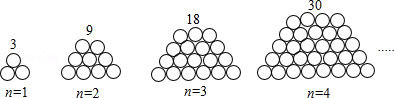 3 9 18 30
n=1 n=2 n=3 n=4 .....